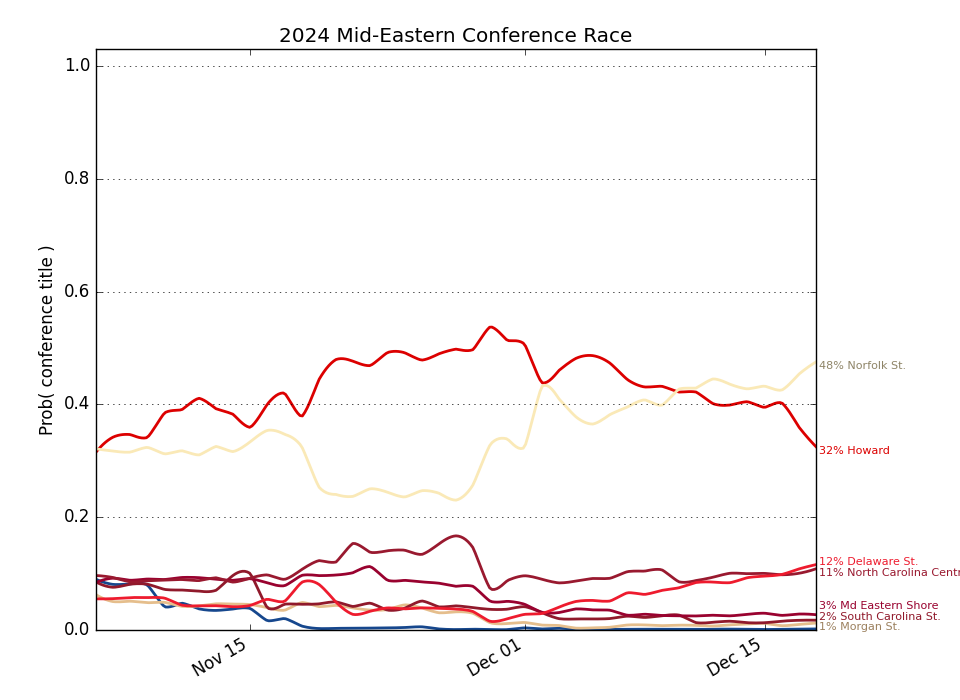 2024 Mid-Eastern Conference Race
Prob( conference title )
1.0
0.8
0.6
0.4
0.2
0.0
Nov 15
Dec 01
Dec 15
48% Norfolk St.
32% Howard
12% Delaware St.
11% North Carolina Centr
3% Md Eastern Shore
2% South Carolina St.
1% Morgan St.